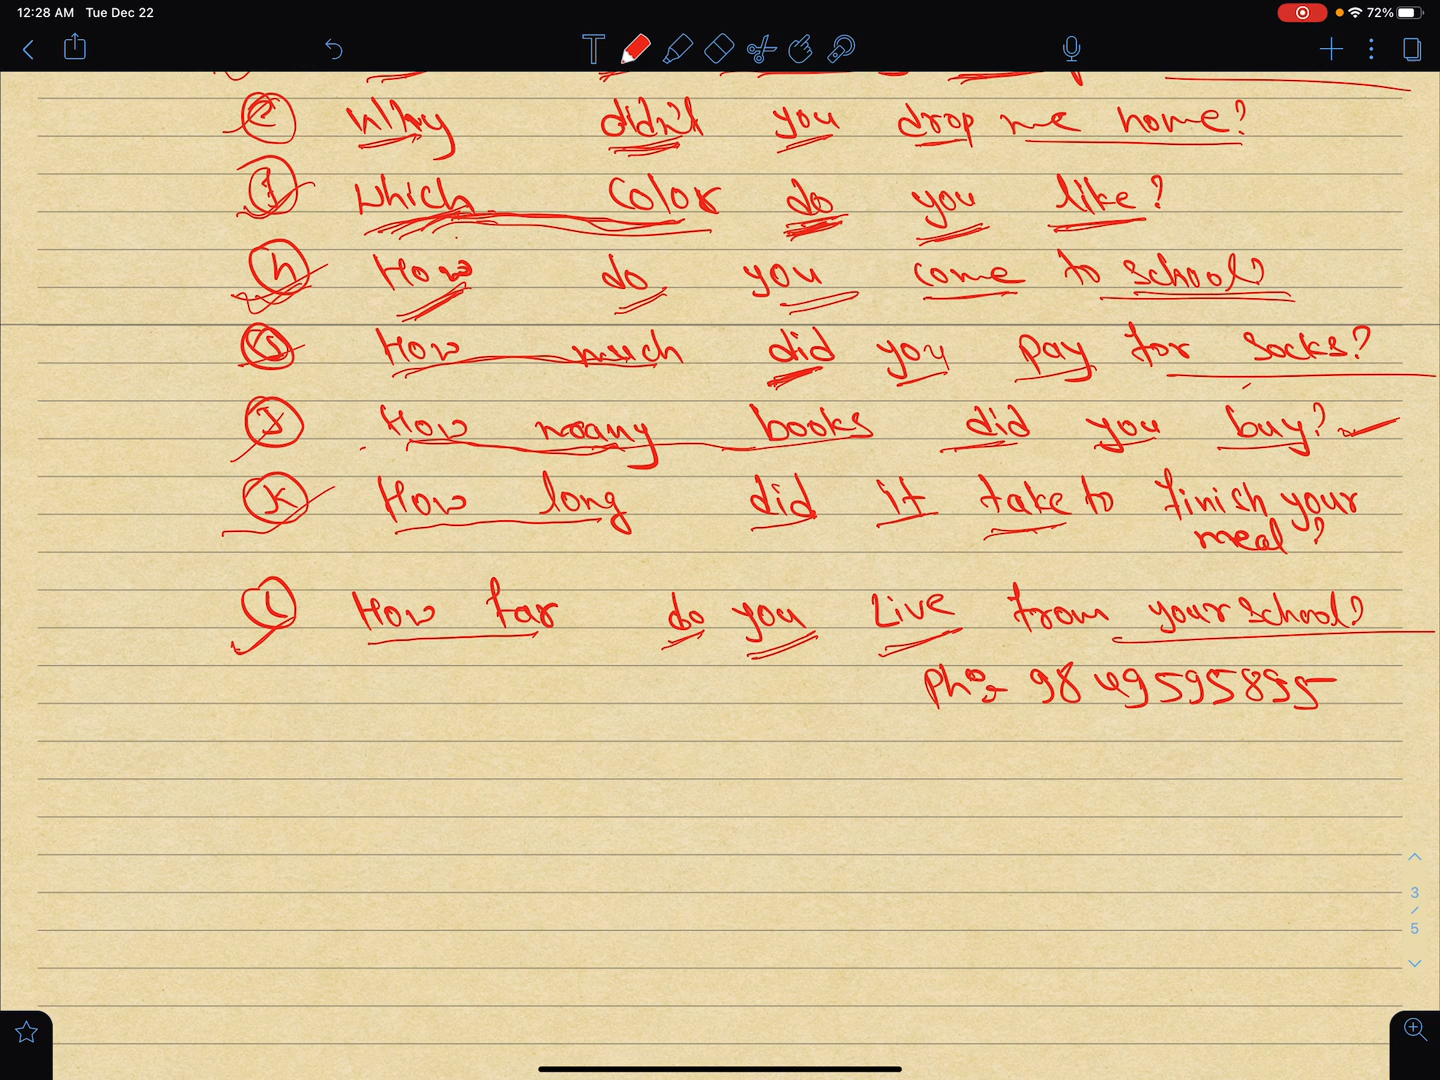 12:28 AM Tue Dec 22
72%
T
(e) Why didn't you drop me home?
Which color do you like?
(h) How do you come to school?
How much did you pay for socks?
(J) How many books did you buy?
(K) How long did it take to finish your
meal?
(L) How far do you Live from your school?
3
/
5